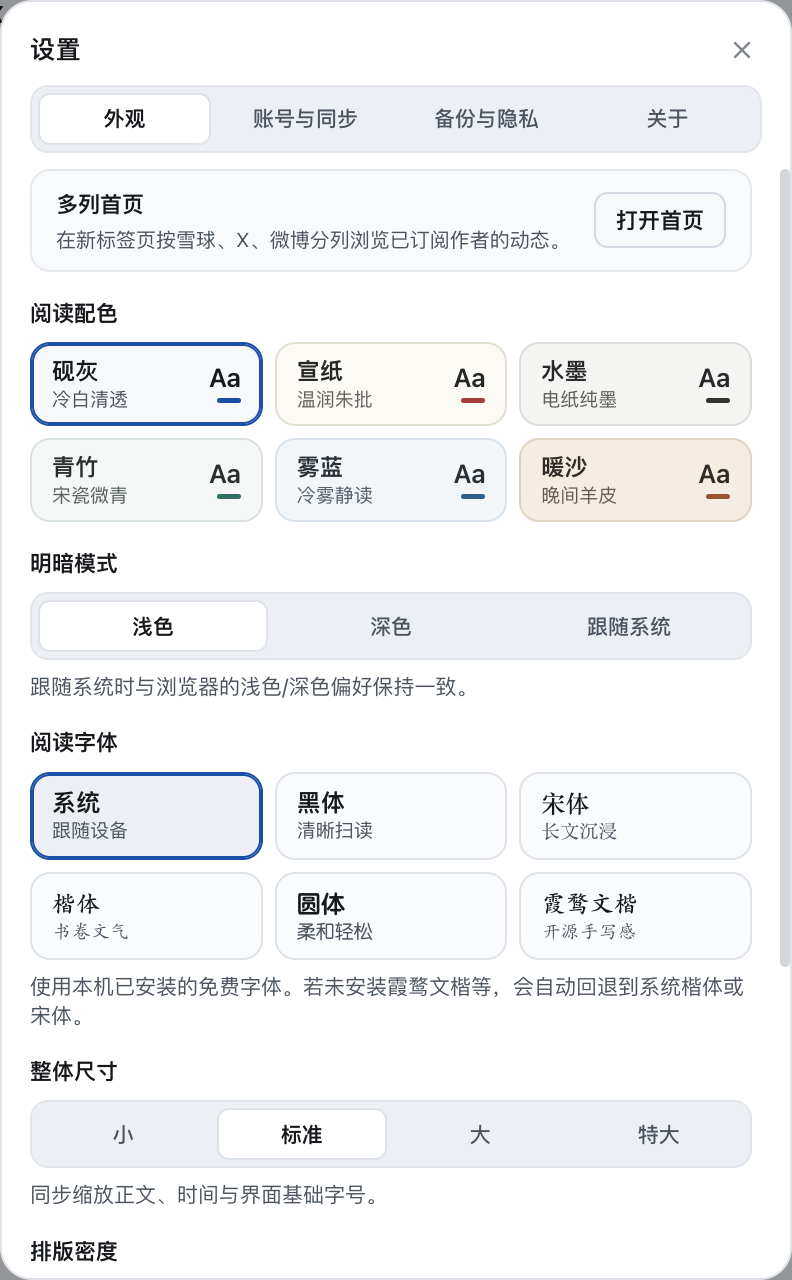 设置
外观 账号与同步 备份与隐私 关于
多列首页
在新标签页按雪球、X、微博分列浏览已订阅作者的动态。
打开首页
阅读配色
砚灰 Aa 宣纸 Aa 水墨 Aa
冷白清透 温润朱批 电纸纯墨
青竹 Aa 雾蓝 Aa 暖沙 Aa
宋瓷微青 冷雾静读 晚间羊皮
明暗模式
浅色 深色 跟随系统
跟随系统时与浏览器的浅色/深色偏好保持一致。
阅读字体
系统 黑体 宋体
跟随设备 清晰扫读 长文沉浸
楷体 圆体 霞鹜文楷
书卷文气 柔和轻松 开源手写感
使用本机已安装的免费字体。若未安装霞鹜文楷等，会自动回退到系统楷体或
宋体。
整体尺寸
小 标准 大 特大
同步缩放正文、时间与界面基础字号。
排版密度